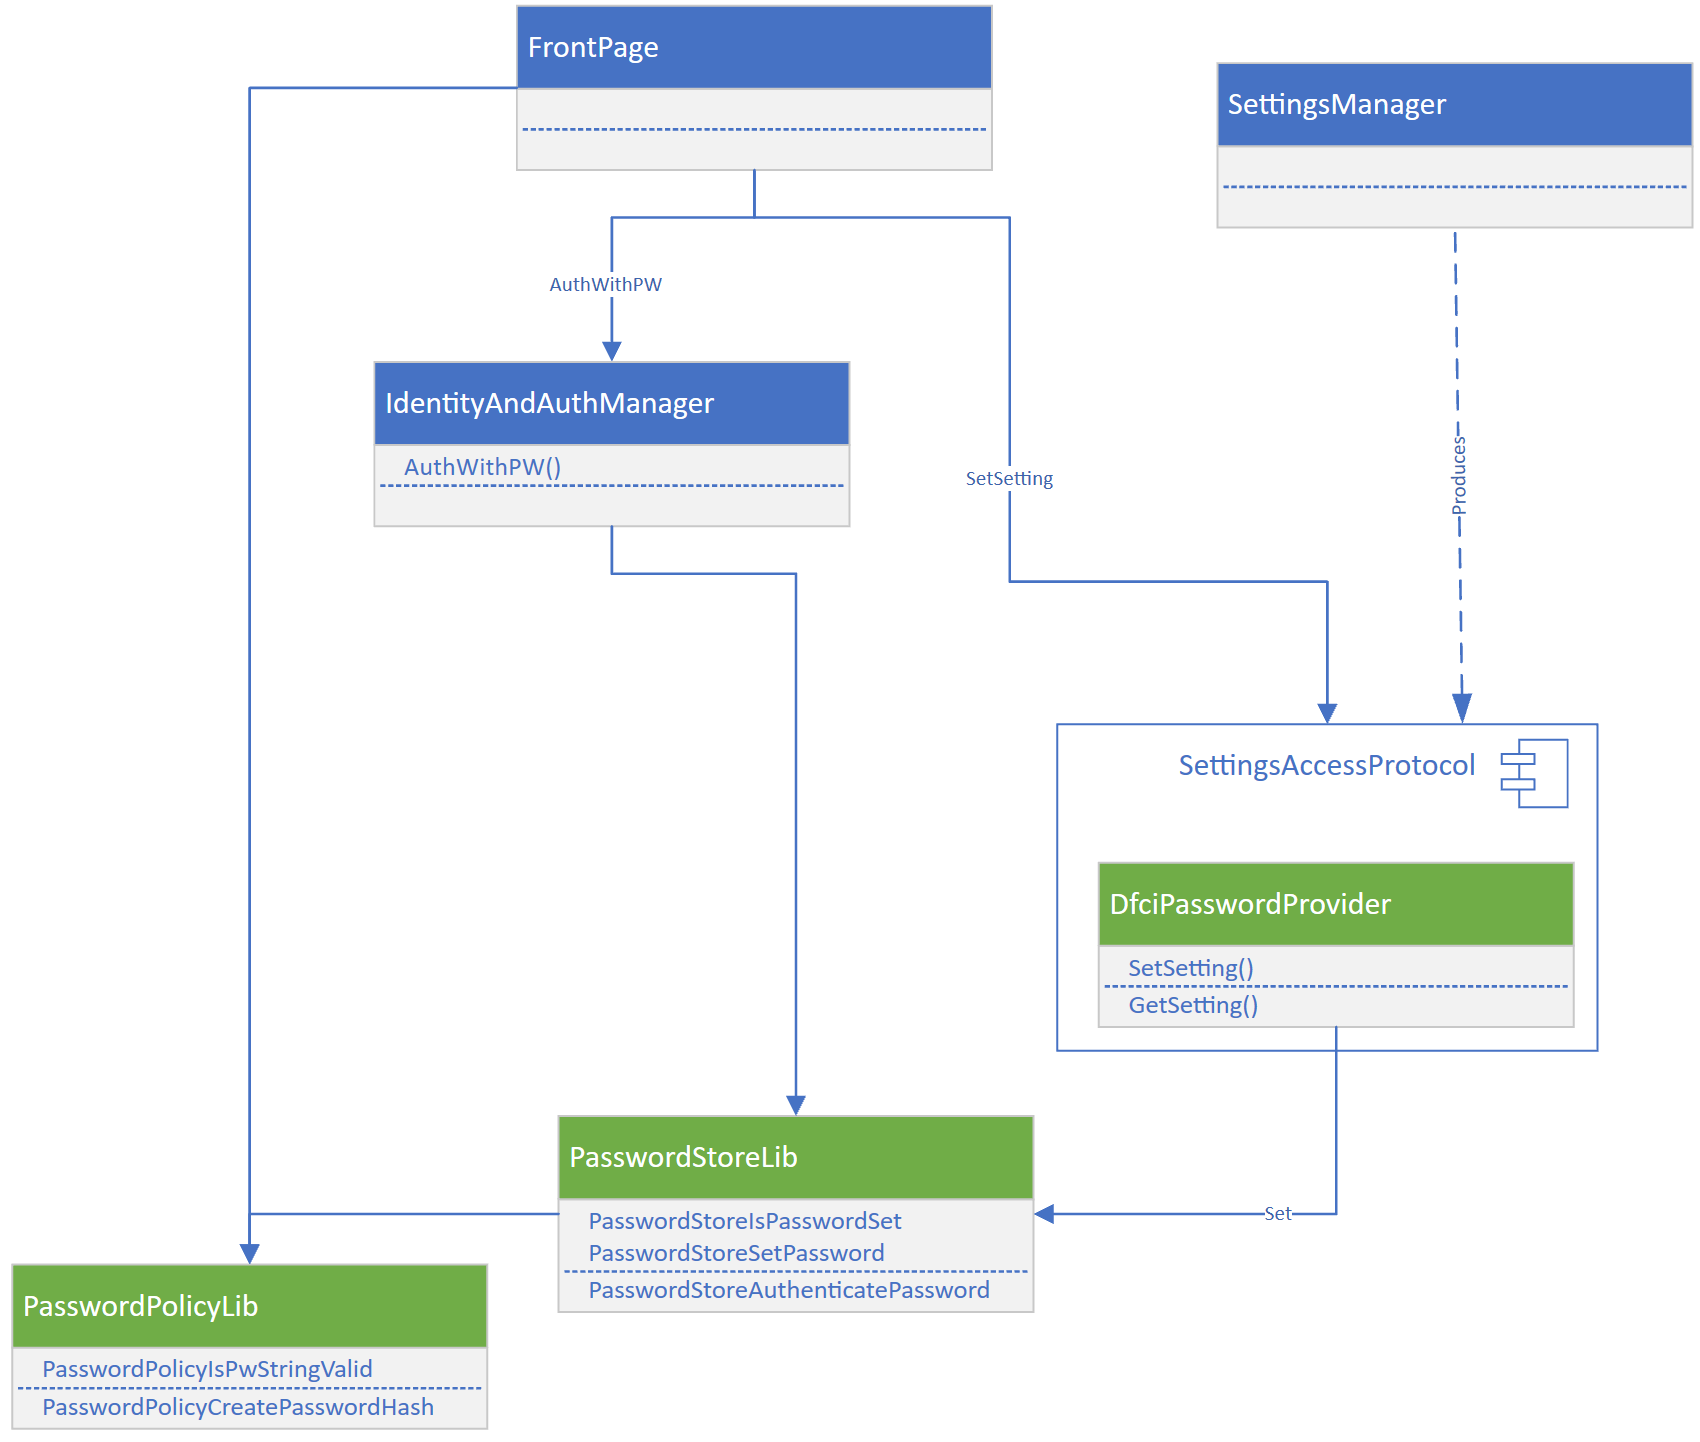 FrontPage
SettingsManager
AuthWithPW
IdentityAndAuthManager
AuthWithPW()
SetSetting
Produces
SettingsAccessProtocol
DfciPasswordProvider
SetSetting()
GetSetting()
PasswordStoreLib
PasswordStoreIsPasswordSet
PasswordStoreSetPassword
PasswordStoreAuthenticatePassword
Set
PasswordPolicyLib
PasswordPolicyIsPwStringValid
PasswordPolicyCreatePasswordHash